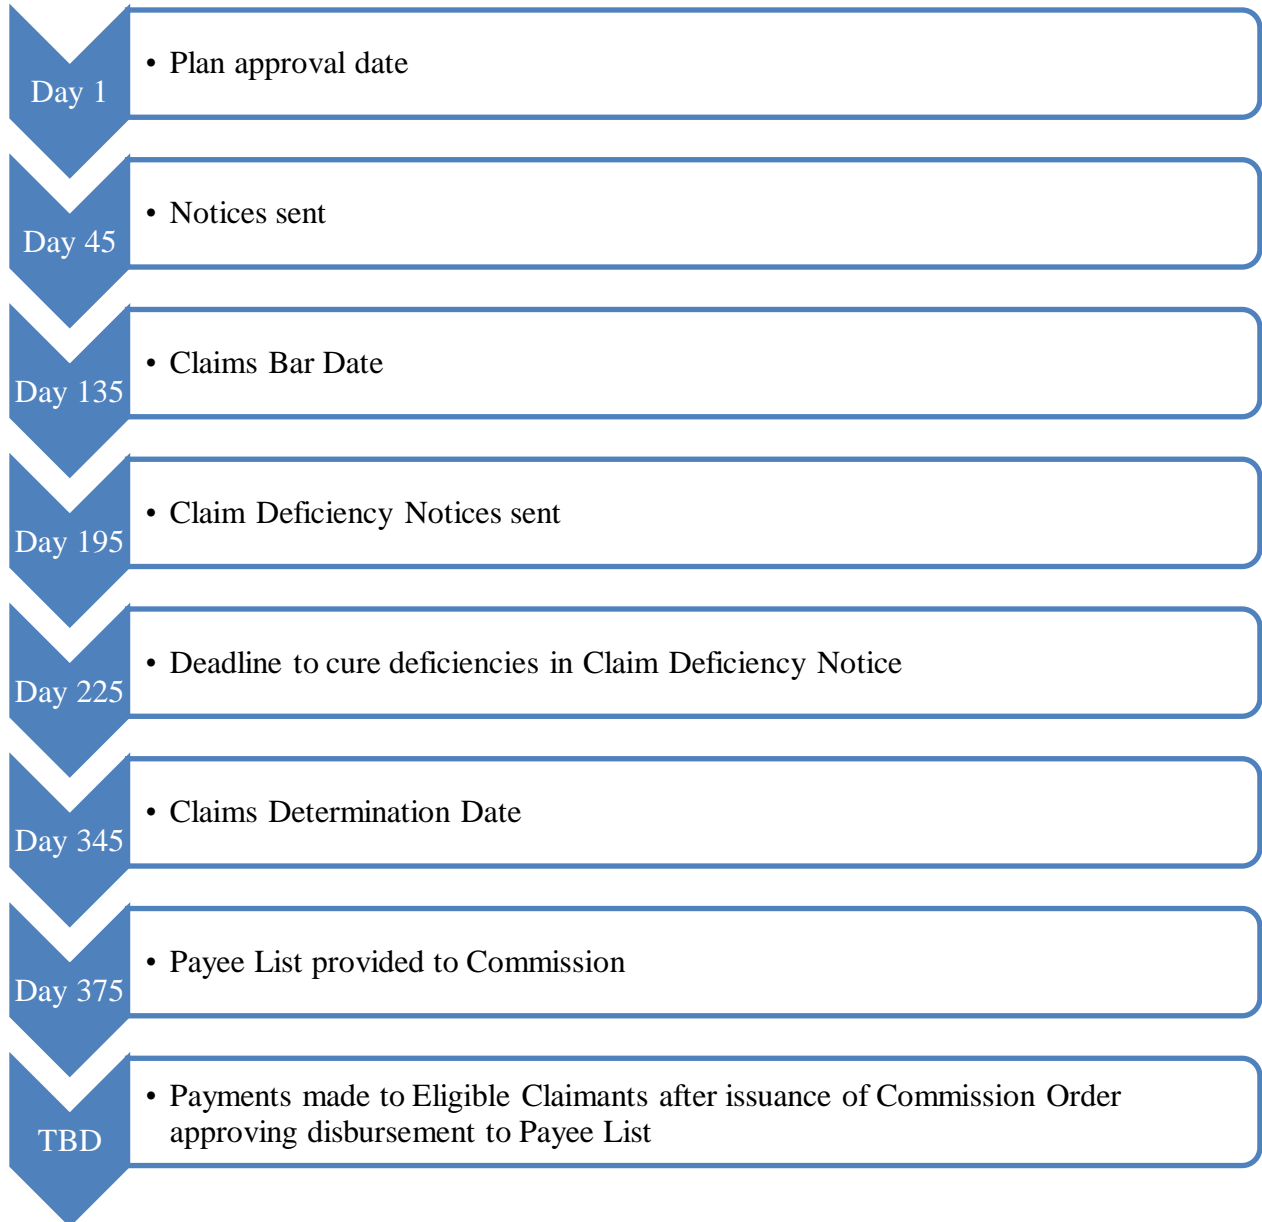 Day 1
• Plan approval date
Day 45
• Notices sent
Day 135
• Claims Bar Date
Day 195
• Claim Deficiency Notices sent
Day 225
• Deadline to cure deficiencies in Claim Deficiency Notice
Day 345
• Claims Determination Date
Day 375
• Payee List provided to Commission
TBD
• Payments made to Eligible Claimants after issuance of Commission Order
approving disbursement to Payee List